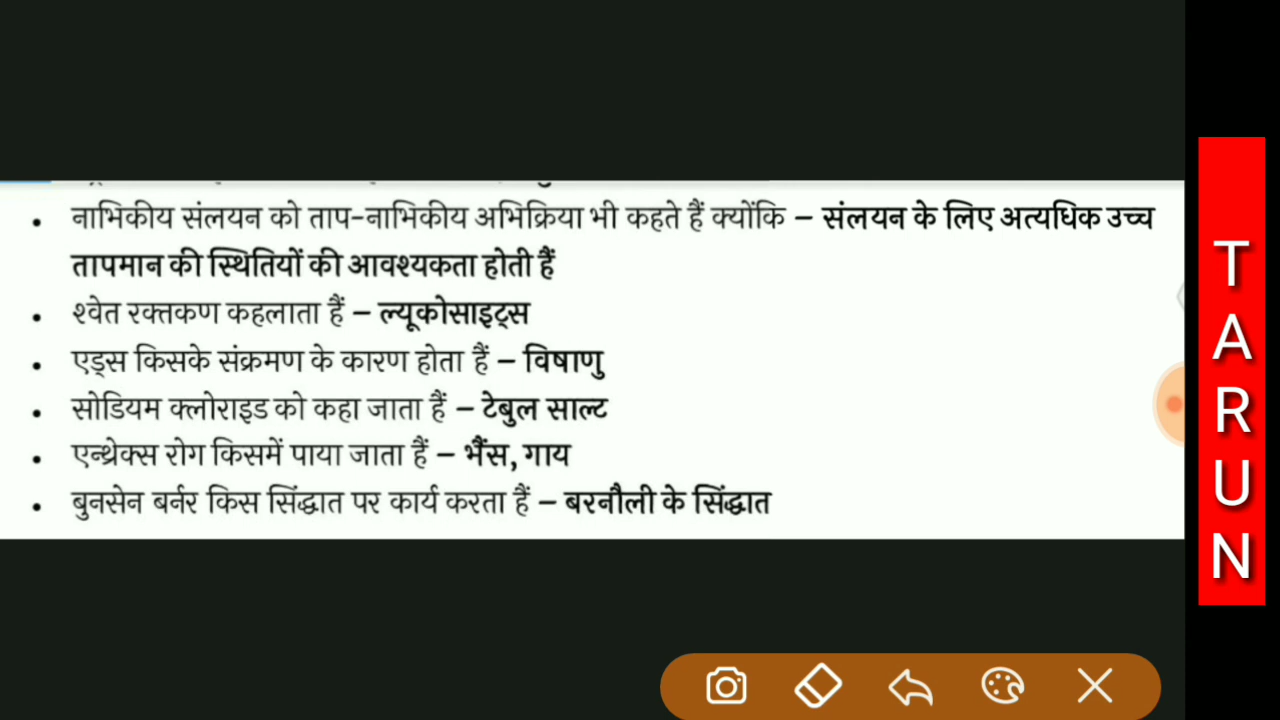 नाभिकीय संलयन को ताप-नाभिकीय अभिक्रिया भी कहते हैं क्योंकि – संलयन के लिए अत्यधिक उच्च
तापमान की स्थितियों की आवश्यकता होती हैं
श्वेत रक्तकण कहलाता हैं – ल्यूकोसाइट्स
एड्स किसके संक्रमण के कारण होता हैं – विषाणु
सोडियम क्लोराइड को कहा जाता हैं – टेबुल साल्ट
एन्थ्रेक्स रोग किसमें पाया जाता हैं – भैंस, गाय
बुनसेन बर्नर किस सिंद्धात पर कार्य करता हैं – बरनौली के सिंद्धात
TARUN